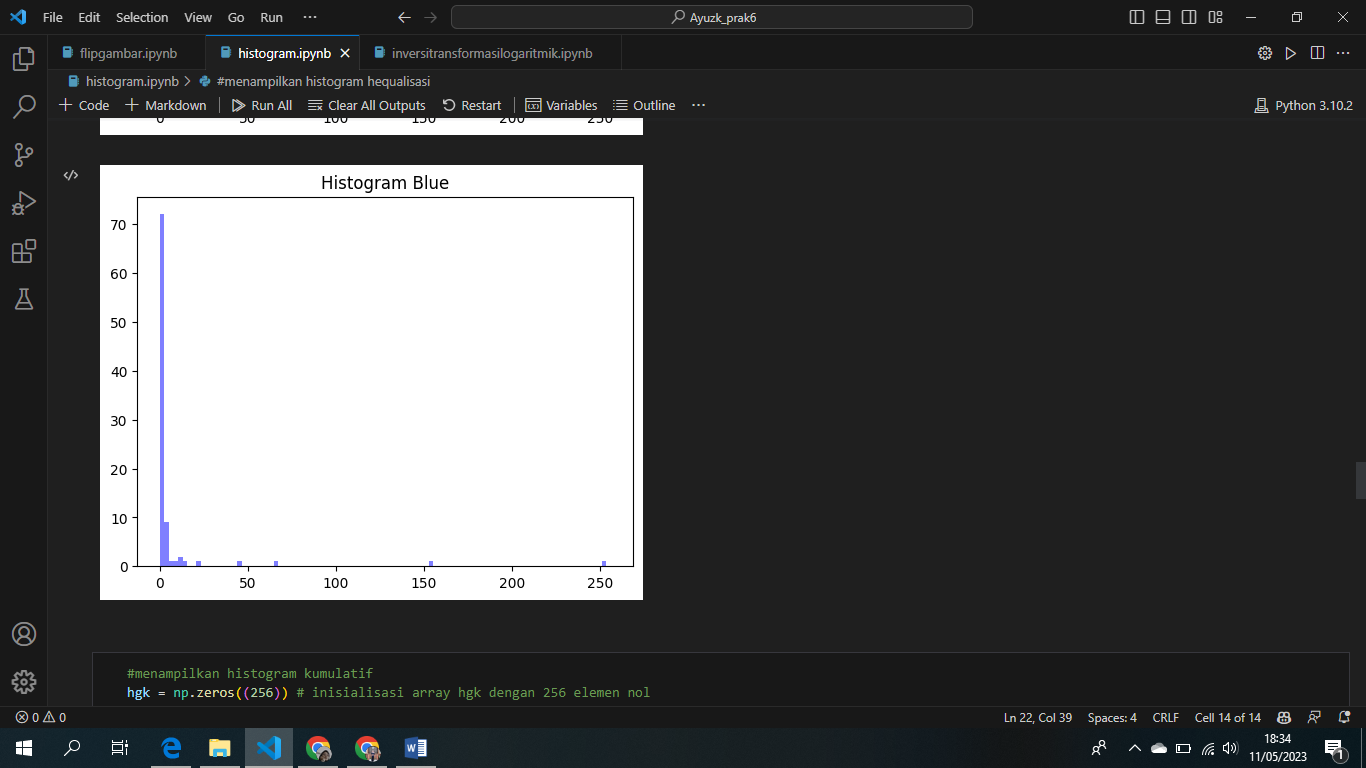 File Edit Selection View Go Run ··· Ayuzk_prak6
flipgambar.ipynb histogram.ipynb inversitransformasilogaritmik.ipynb
histogram.ipynb > #menampilkan histogram hequalisasi
+ Code + Markdown Run All Clear All Outputs Restart Variables Outline ··· Python 3.10.2
0 50 100 150 200 250
Histogram Blue
70
60
50
40
30
20
10
0
0 50 100 150 200 250
#menampilkan histogram kumulatif
hgk = np.zeros((256)) # inisialisasi array hgk dengan 256 elemen nol
0 0 Ln 22, Col 39 Spaces: 4 CRLF Cell 14 of 14
18:34
11/05/2023
1